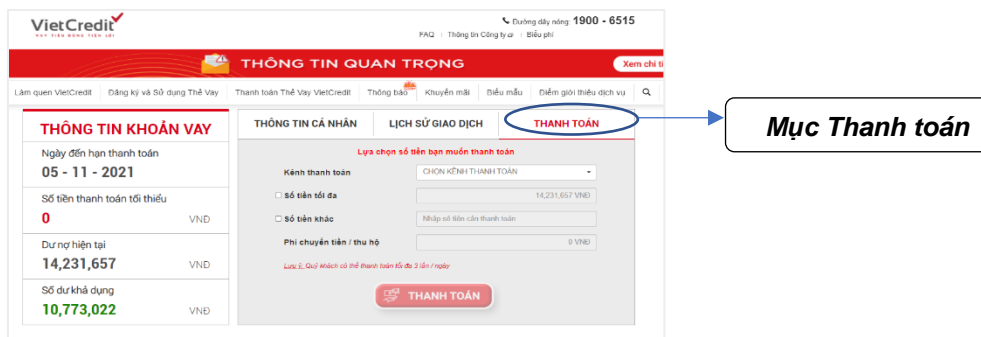 VietCredit
VAY TIÊU DÙNG TIỆN LỢI
Đường dây nóng: 1900 - 6515
FAQ | Thông tin Công ty | Biểu phí
THÔNG TIN QUAN TRỌNG
Xem chi ti
Làm quen VietCredit
Đăng ký và Sử dụng Thẻ Vay
Thanh toán Thẻ Vay VietCredit
Thông báo
Khuyến mãi
Biểu mẫu
Điểm giới thiệu dịch vụ
THÔNG TIN KHOẢN VAY
Ngày đến hạn thanh toán
05 - 11 - 2021
Số tiền thanh toán tối thiểu
0 VNĐ
Dư nợ hiện tại
14,231,657 VNĐ
Số dư khả dụng
10,773,022 VNĐ
THÔNG TIN CÁ NHÂN
LỊCH SỬ GIAO DỊCH
THANH TOÁN
Lựa chọn số tiền bạn muốn thanh toán
Kênh thanh toán CHỌN KÊNH THANH TOÁN
Số tiền tối đa 14,231,657 VNĐ
Số tiền khác Nhập số tiền cần thanh toán
Phí chuyển tiền / thu hộ 0 VNĐ
Lưu ý: Quý khách có thể thanh toán tối đa 3 lần / ngày
THANH TOÁN
Mục Thanh toán